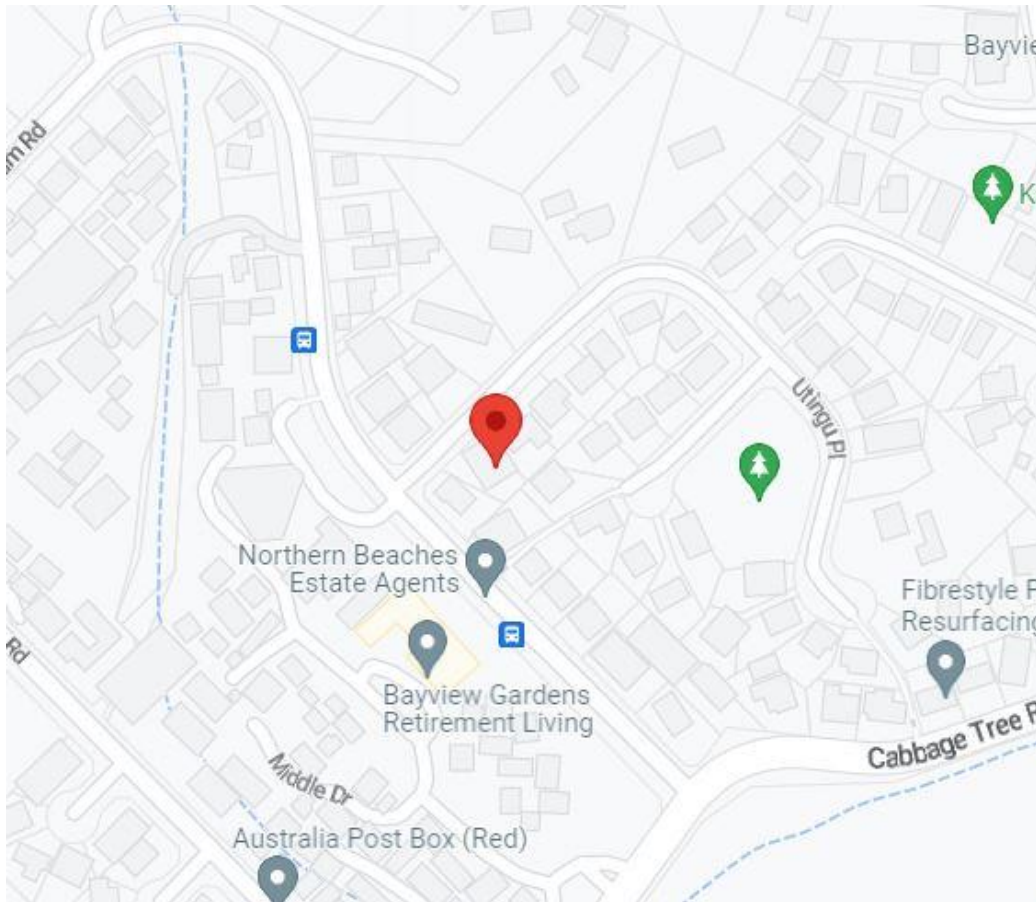 Bayvie
m Rd
K
Utingu Pl
Northern Beaches
Estate Agents
Fibrestyle F
Resurfacing
Rd
Bayview Gardens
Retirement Living
Cabbage Tree R
Middle Dr
Australia Post Box (Red)